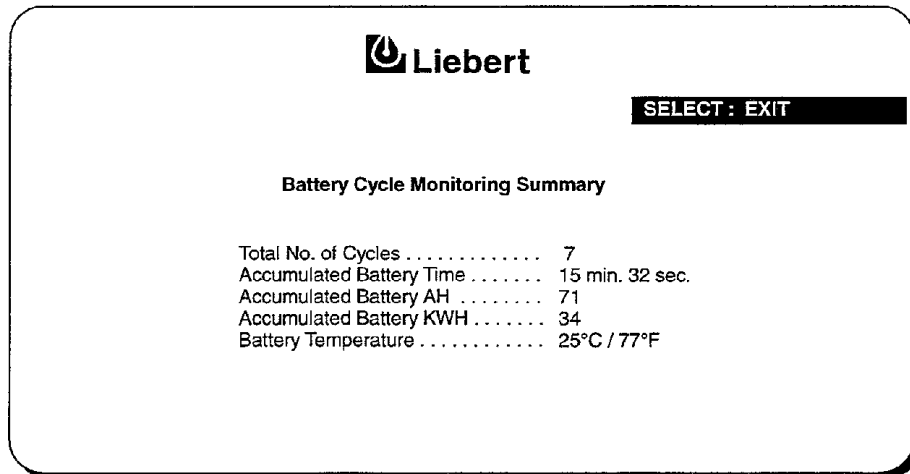 Liebert
SELECT : EXIT
Battery Cycle Monitoring Summary
Total No. of Cycles . . . . . . . . . . . . . 7
Accumulated Battery Time . . . . . . . 15 min. 32 sec.
Accumulated Battery AH . . . . . . . . 71
Accumulated Battery KWH . . . . . . . 34
Battery Temperature . . . . . . . . . . . . 25°C / 77°F